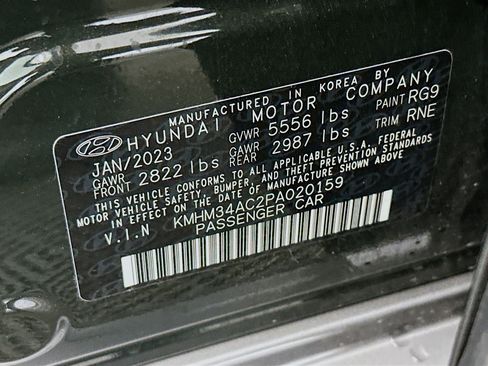 MANUFACTURED IN KOREA BY
HYUNDAI MOTOR COMPANY
JAN/2023 GVWR 5556 lbs PAINT RG9
GAWR FRONT 2822 lbs GAWR REAR 2987 lbs TRIM RNE
THIS VEHICLE CONFORMS TO ALL APPLICABLE U.S.A. FEDERAL
MOTOR VEHICLE SAFETY, BUMPER, AND THEFT PREVENTION STANDARDS
IN EFFECT ON THE DATE OF MANUFACTURE SHOWN ABOVE
V.I.N KMHM34AC2PA020159
PASSENGER CAR